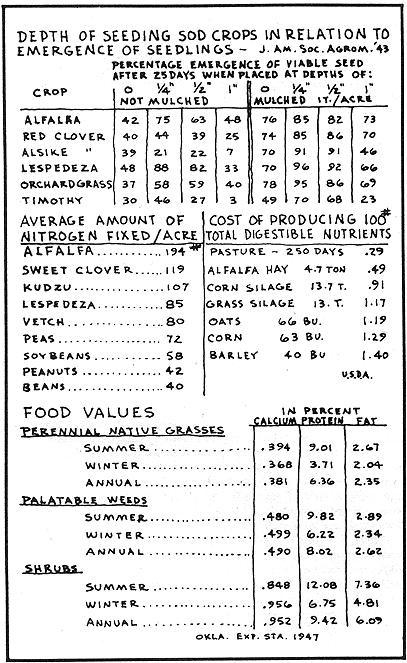 DEPTH OF SEEDING SOD CROPS IN RELATION TO
EMERGENCE OF SEEDLINGS - J. AM. SOC. AGROM. '43
PERCENTAGE EMERGENCE OF VIABLE SEED
AFTER 25 DAYS WHEN PLACED AT DEPTHS OF:
CROP 0 1/4" 1/2" 1" 0 1/4" 1/2" 1"
NOT MULCHED MULCHED 1T./ACRE
ALFALFA 42 75 63 48 76 85 82 73
RED CLOVER 40 44 39 25 74 85 86 70
ALSIKE " 39 21 22 7 70 91 91 46
LESPEDEZA 48 88 82 33 70 96 92 66
ORCHARDGRASS 37 58 59 40 78 95 86 69
TIMOTHY 30 46 27 3 49 70 68 23
AVERAGE AMOUNT OF
NITROGEN FIXED/ACRE
ALFALFA............194#
SWEET CLOVER......119
KUDZU..............107
LESPEDEZA..........85
VETCH..............80
PEAS...............72
SOYBEANS...........58
PEANUTS............42
BEANS..............40
COST OF PRODUCING 100#
TOTAL DIGESTIBLE NUTRIENTS
PASTURE - 250 DAYS .29
ALFALFA HAY 4.7 TON .49
CORN SILAGE 13.7 T. .91
GRASS SILAGE 13. T. 1.17
OATS 66 BU. 1.19
CORN 63 BU. 1.29
BARLEY 40 BU 1.40
U.S.D.A.
FOOD VALUES IN PERCENT
CALCIUM PROTEIN FAT
PERENNIAL NATIVE GRASSES
SUMMER................ .394 9.01 2.67
WINTER................ .368 3.71 2.04
ANNUAL................ .381 6.36 2.35
PALATABLE WEEDS
SUMMER................ .480 9.82 2.89
WINTER................ .499 6.22 2.34
ANNUAL................ .490 8.02 2.62
SHRUBS
SUMMER................ .848 12.08 7.36
WINTER................ .956 6.75 4.81
ANNUAL................ .952 9.42 6.09
OKLA. EXP. STA. 1947